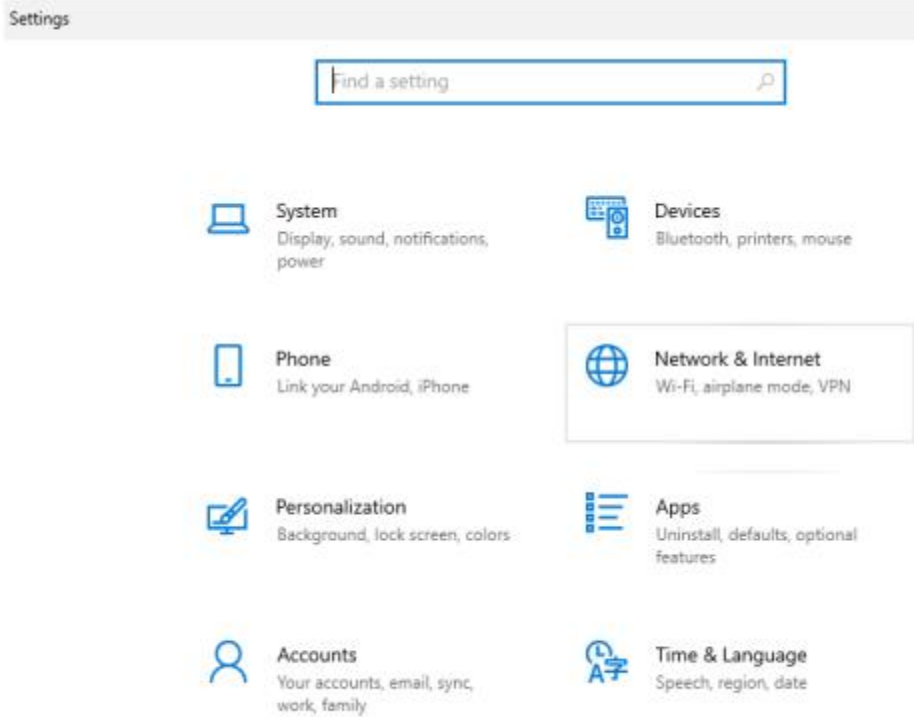 Settings
Find a setting
System
Display, sound, notifications,
power
Devices
Bluetooth, printers, mouse
Phone
Link your Android, iPhone
Network & Internet
Wi-Fi, airplane mode, VPN
Personalization
Background, lock screen, colors
Apps
Uninstall, defaults, optional
features
Accounts
Your accounts, email, sync,
work, family
Time & Language
Speech, region, date